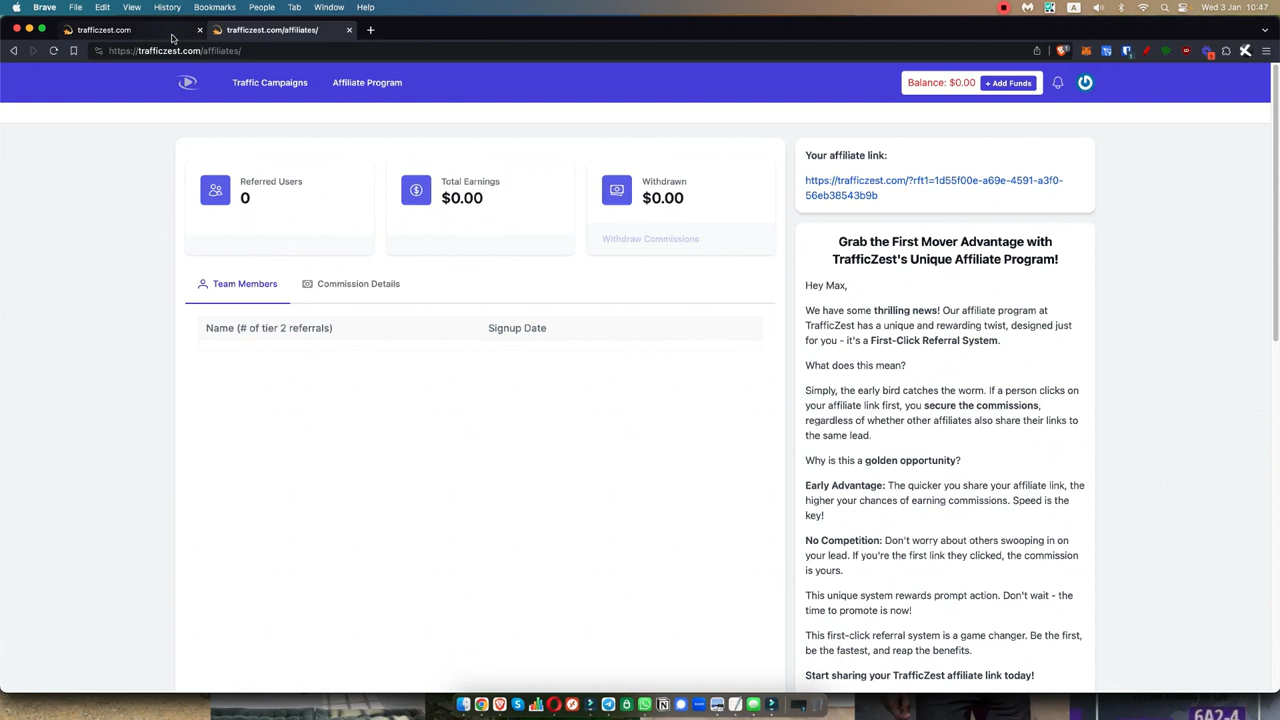 Brave File Edit View History Bookmarks People Tab Window Help
A Wed 3 Jan 10:47
trafficzest.com
trafficzest.com/affiliates/
https://trafficzest.com/affiliates/
Traffic Campaigns Affiliate Program
Balance: $0.00 + Add Funds
Referred Users
0
Total Earnings
$0.00
Withdrawn
$0.00
Withdraw Commissions
Team Members Commission Details
Name (# of tier 2 referrals) Signup Date
Your affiliate link:
https://trafficzest.com/?rft1=1d55f00e-a69e-4591-a3f0-
56eb38543b9b
Grab the First Mover Advantage with
TrafficZest's Unique Affiliate Program!
Hey Max,
We have some thrilling news! Our affiliate program at
TrafficZest has a unique and rewarding twist, designed just
for you - it's a First-Click Referral System.
What does this mean?
Simply, the early bird catches the worm. If a person clicks on
your affiliate link first, you secure the commissions,
regardless of whether other affiliates also share their links to
the same lead.
Why is this a golden opportunity?
Early Advantage: The quicker you share your affiliate link, the
higher your chances of earning commissions. Speed is the
key!
No Competition: Don't worry about others swooping in on
your lead. If you're the first link they clicked, the commission
is yours.
This unique system rewards prompt action. Don't wait - the
time to promote is now!
This first-click referral system is a game changer. Be the first,
be the fastest, and reap the benefits.
Start sharing your TrafficZest affiliate link today!
6A2-4